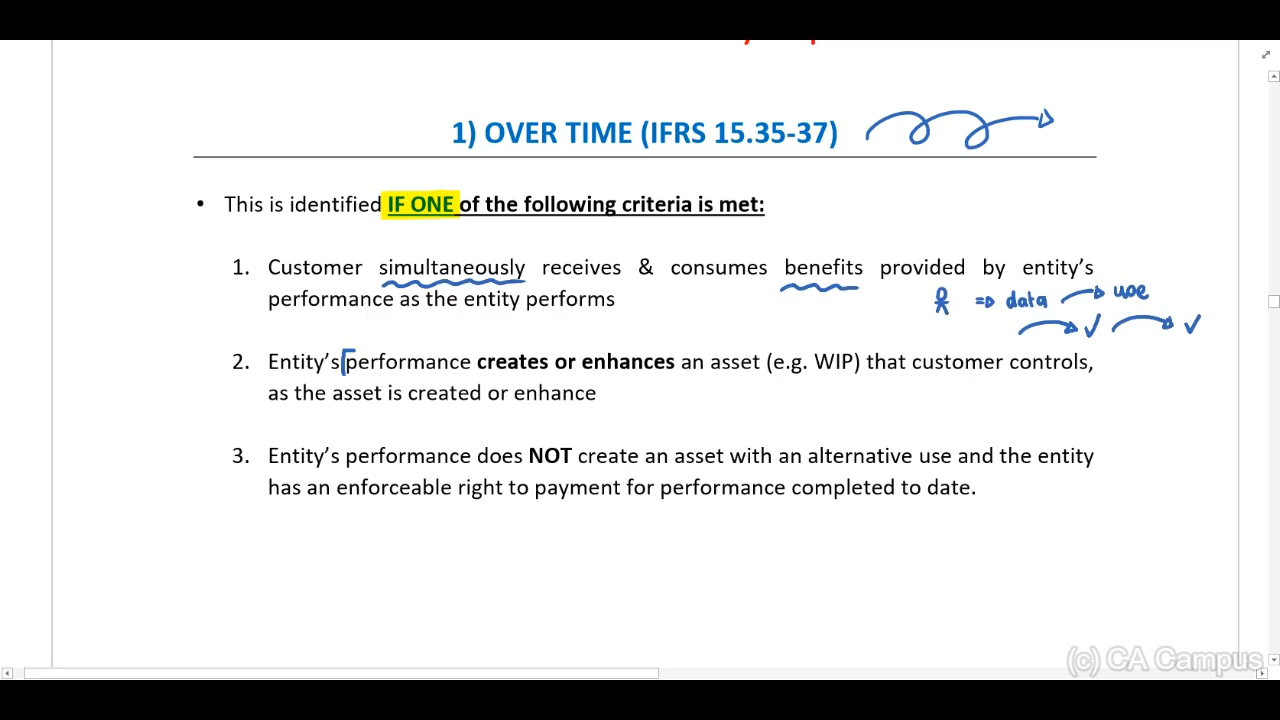 1) OVER TIME (IFRS 15.35-37)
• This is identified IF ONE of the following criteria is met:
1. Customer simultaneously receives & consumes benefits provided by entity's
performance as the entity performs
⇒ data → use
✓ ✓
2. Entity's performance creates or enhances an asset (e.g. WIP) that customer controls,
as the asset is created or enhance
3. Entity's performance does NOT create an asset with an alternative use and the entity
has an enforceable right to payment for performance completed to date.
(c) CA Campus